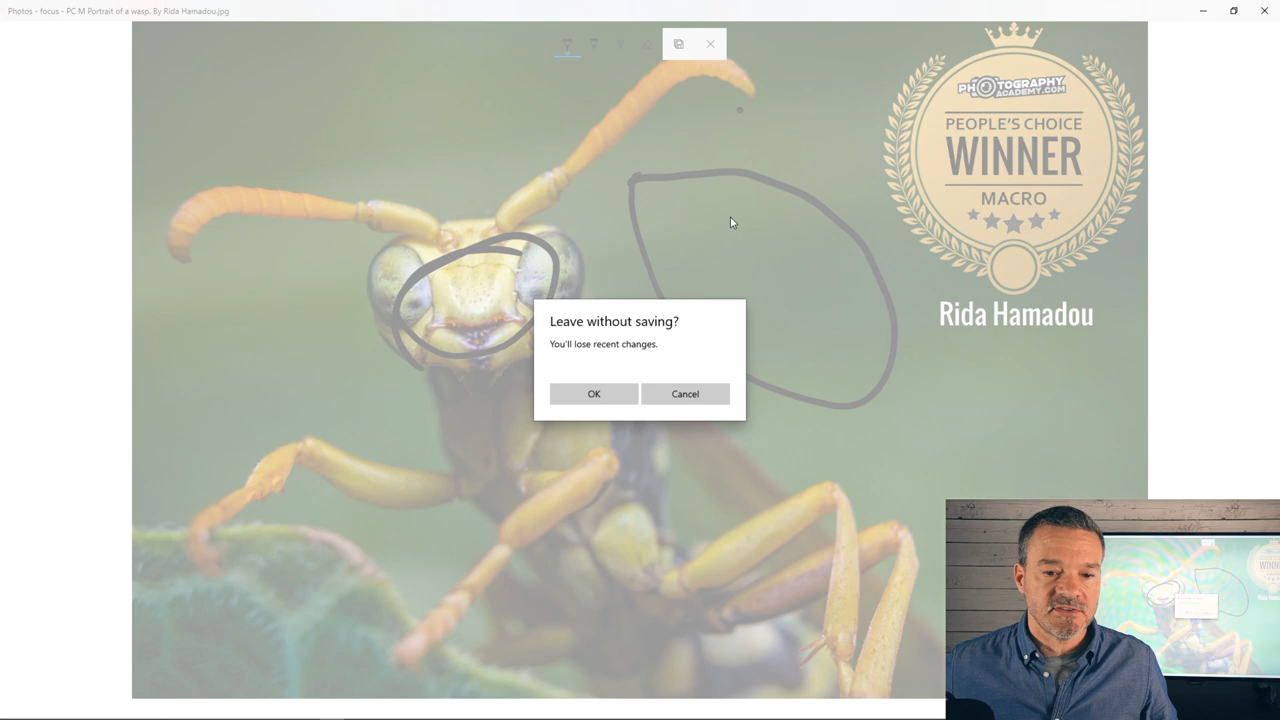 Photos - focus - PC M Portrait of a wasp. By Rida Hamadou.jpg
PHOTOGRAPHY
ACADEMY.COM
PEOPLE'S CHOICE
WINNER
MACRO
Rida Hamadou
Leave without saving?
You'll lose recent changes.
OK
Cancel